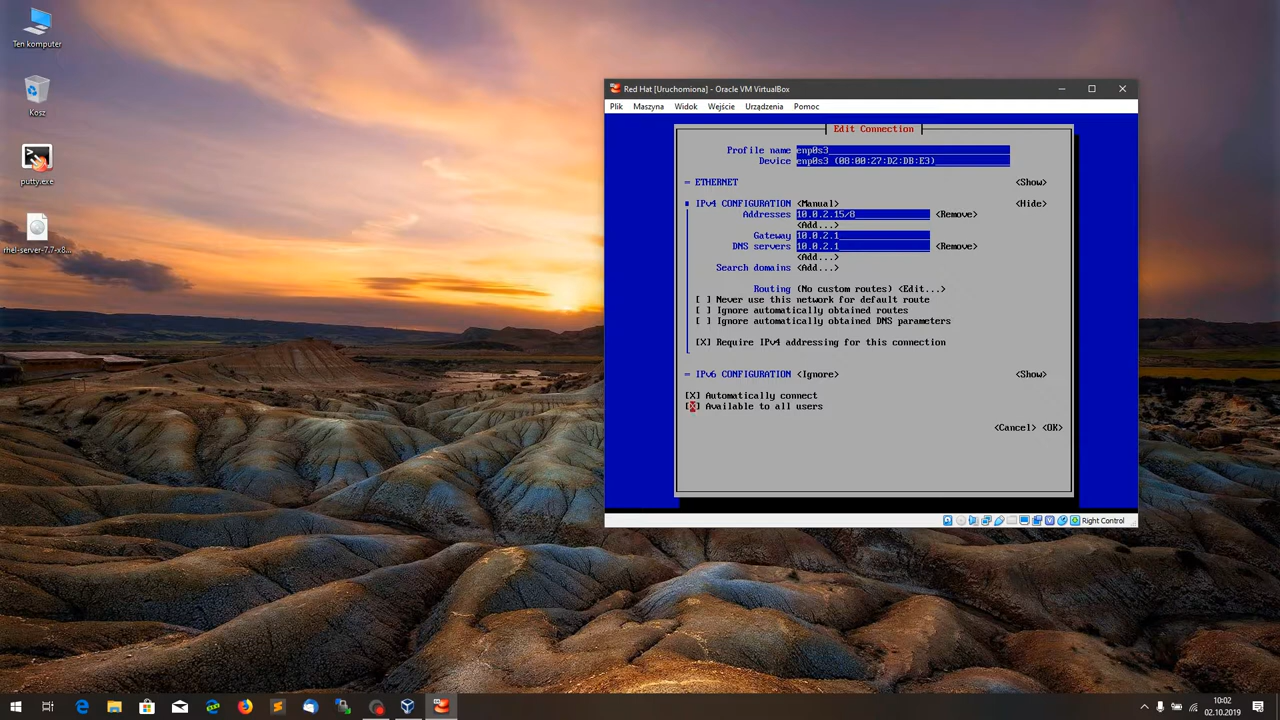 Ten komputer
Kosz
putty.exe
rhel-server-7.7-x8...
Red Hat [Uruchomiona] - Oracle VM VirtualBox
Plik Maszyna Widok Wejście Urządzenia Pomoc
Edit Connection
Profile name enp0s3
Device enp0s3 (08:00:27:D2:DB:E3)
= ETHERNET <Show>
IPv4 CONFIGURATION <Manual> <Hide>
Addresses 10.0.2.15/8 <Remove>
<Add...>
Gateway 10.0.2.1
DNS servers 10.0.2.1 <Remove>
<Add...>
Search domains <Add...>
Routing (No custom routes) <Edit...>
[ ] Never use this network for default route
[ ] Ignore automatically obtained routes
[ ] Ignore automatically obtained DNS parameters
[X] Require IPv4 addressing for this connection
= IPv6 CONFIGURATION <Ignore> <Show>
[X] Automatically connect
[X] Available to all users
<Cancel> <OK>
Right Control
10:02
02.10.2019